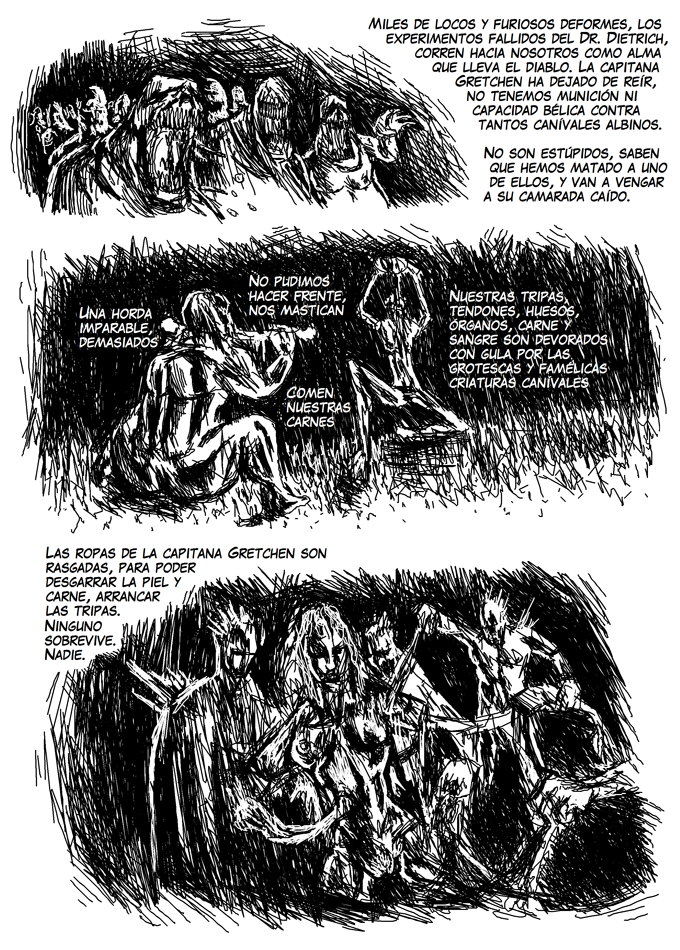 Miles de locos y furiosos deformes, los
experimentos fallidos del Dr. Dietrich,
corren hacia nosotros como alma
que lleva el diablo. La capitana
Gretchen ha dejado de reír,
no tenemos munición ni
capacidad bélica contra
tantos canívales albinos.
No son estúpidos, saben
que hemos matado a uno
de ellos, y van a vengar
a su camarada caído.
Una horda
imparable,
demasiados
No pudimos
hacer frente,
nos mastican
Comen
nuestras
carnes
Nuestras tripas,
tendones, huesos,
órganos, carne y
sangre son devorados
con gula por las
grotescas y famélicas
criaturas canívales
Las ropas de la capitana Gretchen son
rasgadas, para poder
desgarrar la piel y
carne, arrancar
las tripas.
Ninguno
sobrevive.
Nadie.